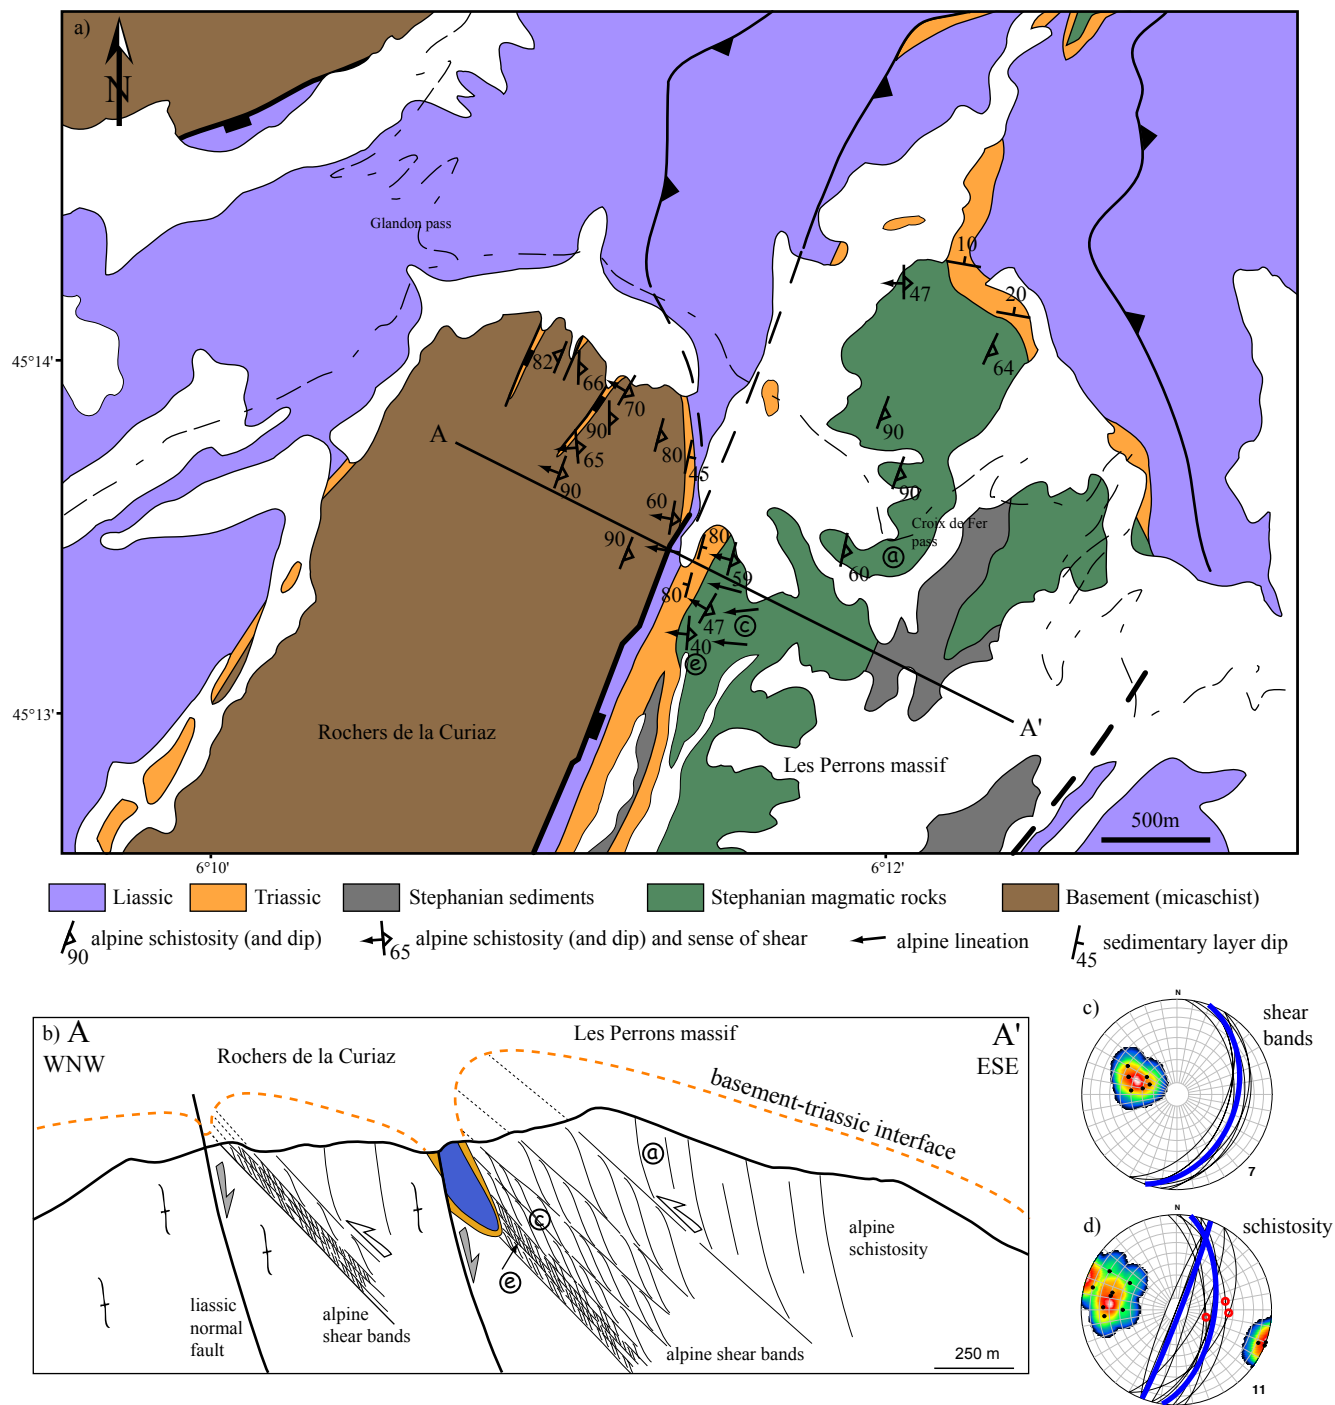 a)
N
Glandon pass
10
47
20
45°14'
82
66
64
70
A
90
90
80
65
45
90
90
60
Croix de Fer
pass
90
80
a
59
60
80
47
c
40
e
45°13'
Rochers de la Curiaz
A'
Les Perrons massif
500m
6°10'
6°12'
Liassic
Triassic
Stephanian sediments
Stephanian magmatic rocks
Basement (micaschist)
90
alpine schistosity (and dip)
65
alpine schistosity (and dip) and sense of shear
alpine lineation
45
sedimentary layer dip
b) A
WNW
Rochers de la Curiaz
Les Perrons massif
A'
ESE
basement-triassic interface
a
c
e
alpine
schistosity
liassic
normal
fault
alpine
shear bands
alpine shear bands
250 m
c)
N
shear
bands
7
d)
N
schistosity
11